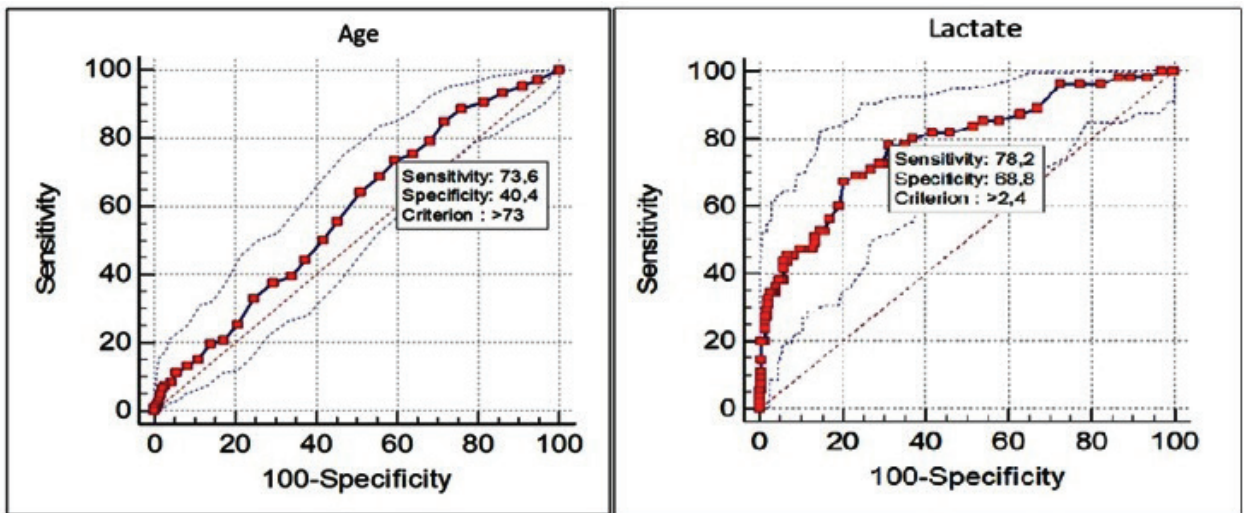 Age
Sensitivity
100
80
60
40
20
0
Sensitivity: 73,6
Specificity: 40,4
Criterion : >73
0 20 40 60 80 100
100-Specificity
Lactate
Sensitivity
100
80
60
40
20
0
Sensitivity: 78,2
Specificity: 68,8
Criterion : >2,4
0 20 40 60 80 100
100-Specificity